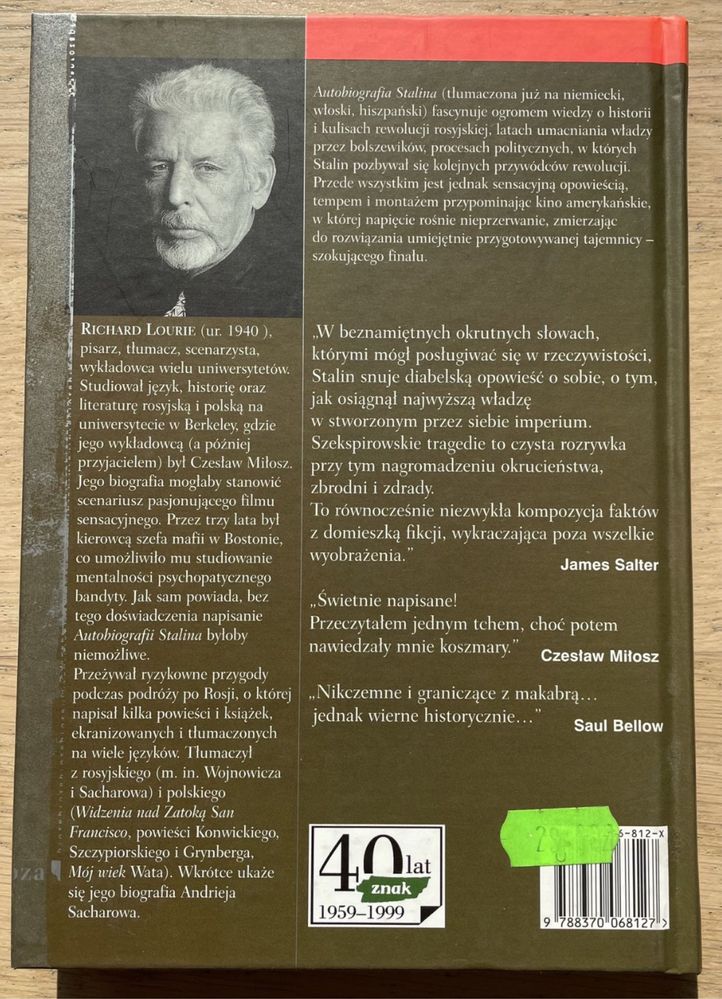 RICHARD LOURIE (ur. 1940 ),
pisarz, tłumacz, scenarzysta,
wykładowca wielu uniwersytetów.
Studiował język, historię oraz
literaturę rosyjską i polską na
uniwersytecie w Berkeley, gdzie
jego wykładowcą (a później
przyjacielem) był Czesław Miłosz.
Jego biografia mogłaby stanowić
scenariusz pasjonującego filmu
sensacyjnego. Przez trzy lata był
kierowcą szefa mafii w Bostonie,
co umożliwiło mu studiowanie
mentalności psychopatycznego
bandyty. Jak sam powiada, bez
tego doświadczenia napisanie
Autobiografii Stalina byłoby
niemożliwe.
Przeżywał ryzykowne przygody
podczas podróży po Rosji, o której
napisał kilka powieści i książek,
ekranizowanych i tłumaczonych
na wiele języków. Tłumaczył
z rosyjskiego (m. in. Wojnowicza
i Sacharowa) i polskiego
(Widzenia nad Zatoką San
Francisco, powieści Konwickiego,
Szczypiorskiego i Grynberga,
Mój wiek Wata). Wkrótce ukaże
się jego biografia Andrieja
Sacharowa.
Autobiografia Stalina (tłumaczona już na niemiecki,
włoski, hiszpański) fascynuje ogromem wiedzy o historii
i kulisach rewolucji rosyjskiej, latach umacniania władzy
przez bolszewików, procesach politycznych, w których
Stalin pozbywał się kolejnych przywódców rewolucji.
Przede wszystkim jest jednak sensacyjną opowieścią,
tempem i montażem przypominając kino amerykańskie,
w której napięcie rośnie nieprzerwanie, zmierzając
do rozwiązania umiejętnie przygotowywanej tajemnicy –
szokującego finału.
„W beznamiętnych okrutnych słowach,
którymi mógł posługiwać się w rzeczywistości,
Stalin snuje diabelską opowieść o sobie, o tym,
jak osiągnął najwyższą władzę
w stworzonym przez siebie imperium.
Szekspirowskie tragedie to czysta rozrywka
przy tym nagromadzeniu okrucieństwa,
zbrodni i zdrady.
To równocześnie niezwykła kompozycja faktów
z domieszką fikcji, wykraczająca poza wszelkie
wyobrażenia.”
James Salter
„Świetnie napisane!
Przeczytałem jednym tchem, choć potem
nawiedzały mnie koszmary.”
Czesław Miłosz
„Nikczemne i graniczące z makabrą…
jednak wierne historycznie…”
Saul Bellow
40 lat
znak
1959–1999
6-812-X
9 788370 068127 >